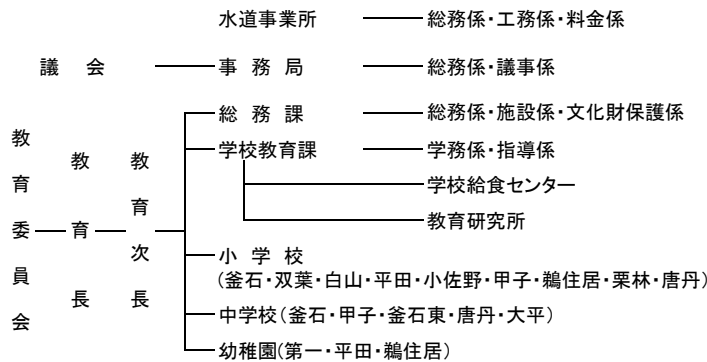 水道事業所 総務係・工務係・料金係
議会 事務局 総務係・議事係
教育委員会
教育長
教育次長
総務課 総務係・施設係・文化財保護係
学校教育課 学務係・指導係
学校給食センター
教育研究所
小学校
(釜石・双葉・白山・平田・小佐野・甲子・鵜住居・栗林・唐丹)
中学校(釜石・甲子・釜石東・唐丹・大平)
幼稚園(第一・平田・鵜住居)